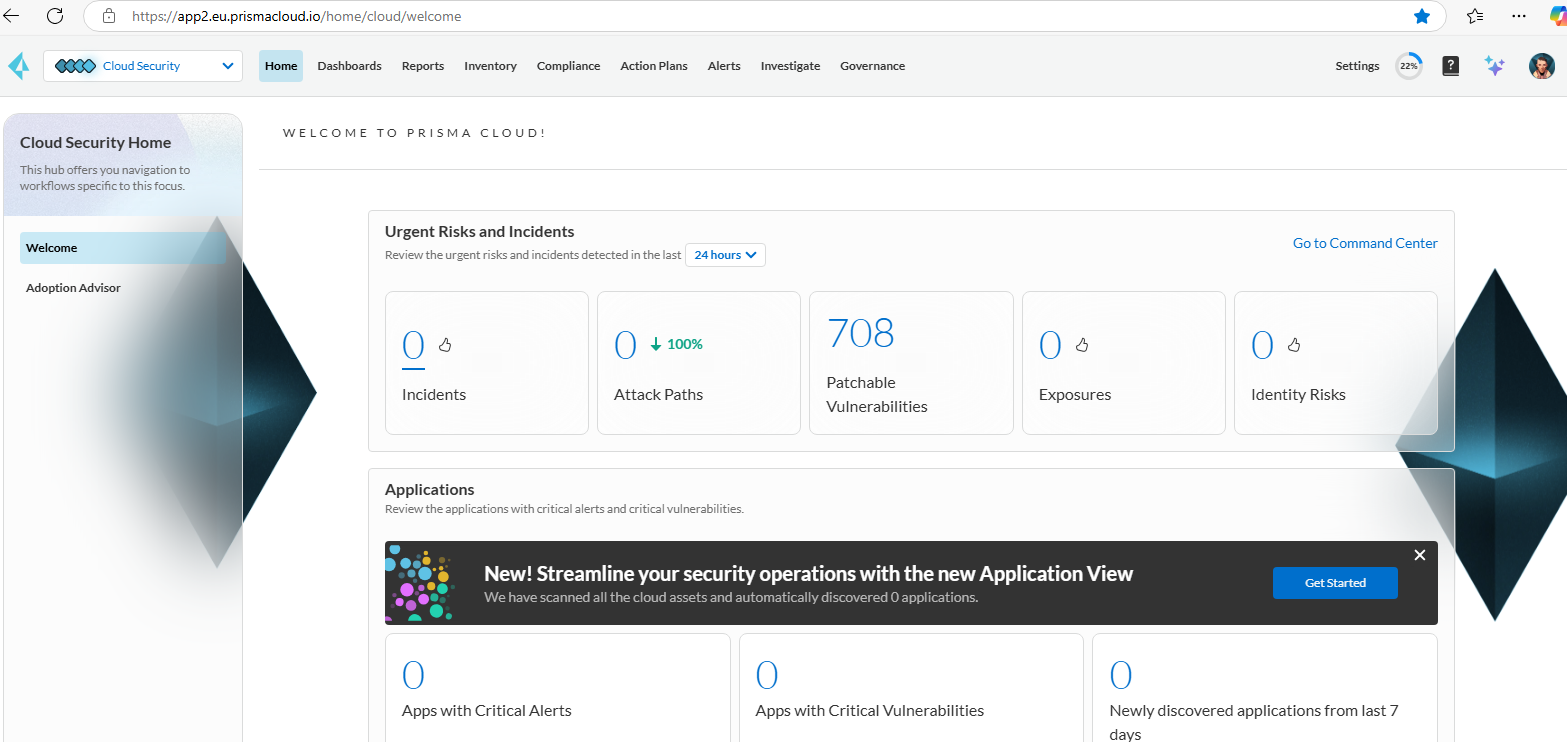 https://app2.eu.prismacloud.io/home/cloud/welcome
Cloud Security
Home Dashboards Reports Inventory Compliance Action Plans Alerts Investigate Governance
Settings 22% ?
Cloud Security Home
This hub offers you navigation to
workflows specific to this focus.
Welcome
Adoption Advisor
WELCOME TO PRISMA CLOUD!
Urgent Risks and Incidents
Review the urgent risks and incidents detected in the last 24 hours
Go to Command Center
0
Incidents
0 100%
Attack Paths
708
Patchable
Vulnerabilities
0
Exposures
0
Identity Risks
Applications
Review the applications with critical alerts and critical vulnerabilities.
New! Streamline your security operations with the new Application View
We have scanned all the cloud assets and automatically discovered 0 applications.
Get Started
0
Apps with Critical Alerts
0
Apps with Critical Vulnerabilities
0
Newly discovered applications from last 7
days